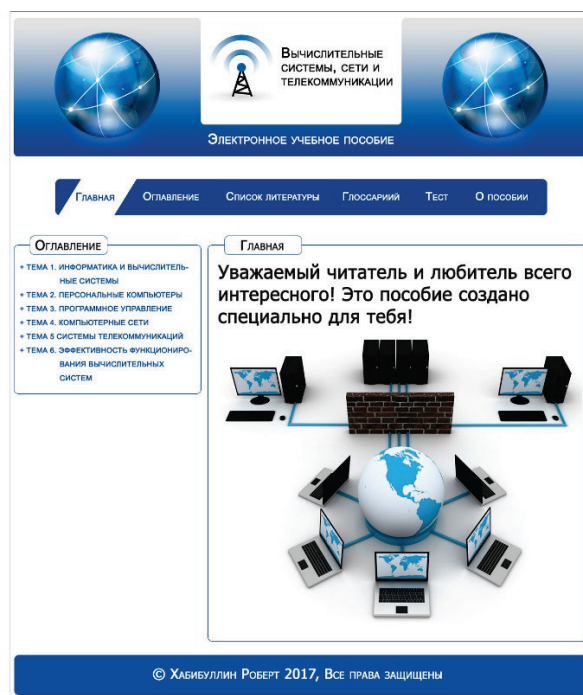 Вычислительные
системы, сети и
телекоммуникации
Электронное учебное пособие
Главная Оглавление Список литературы Глоссариий Тест О пособии
Оглавление
+ ТЕМА 1. ИНФОРМАТИКА И ВЫЧИСЛИТЕЛЬ-
НЫЕ СИСТЕМЫ
+ ТЕМА 2. ПЕРСОНАЛЬНЫЕ КОМПЬЮТЕРЫ
+ ТЕМА 3. ПРОГРАММНОЕ УПРАВЛЕНИЕ
+ ТЕМА 4. КОМПЬЮТЕРНЫЕ СЕТИ
+ ТЕМА 5 СИСТЕМЫ ТЕЛЕКОММУНИКАЦИЙ
+ ТЕМА 6. ЭФФЕКТИВНОСТЬ ФУНКЦИОНИРО-
ВАНИЯ ВЫЧИСЛИТЕЛЬНЫХ
СИСТЕМ
Главная
Уважаемый читатель и любитель всего
интересного! Это пособие создано
специально для тебя!
© Хабибуллин Роберт 2017, Все права защищены